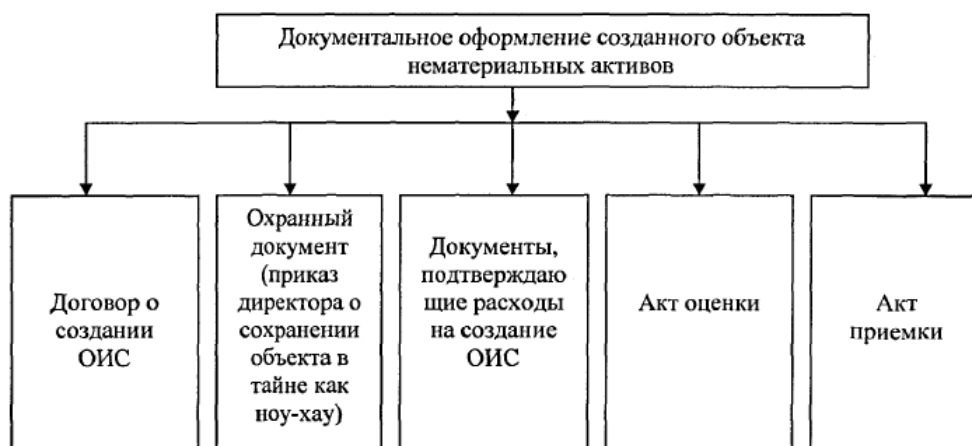 Документальное оформление созданного объекта
нематериальных активов
Договор о
создании
ОИС
Охранный
документ
(приказ
директора о
сохранении
объекта в
тайне как
ноу-хау)
Документы,
подтверждаю
щие расходы
на создание
ОИС
Акт оценки
Акт
приемки